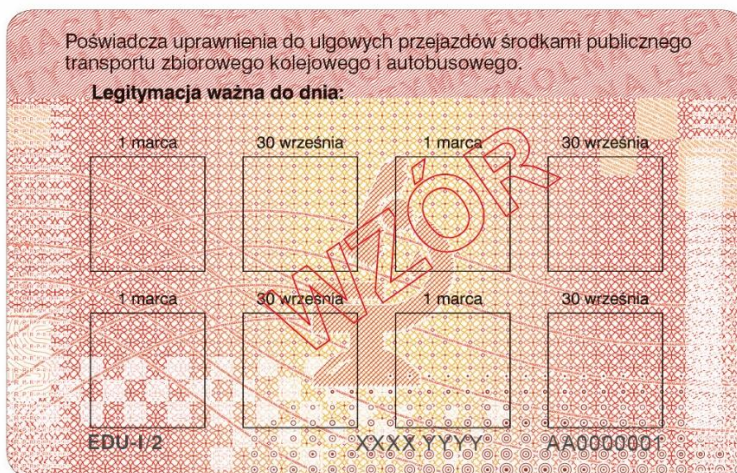 Poświadcza uprawnienia do ulgowych przejazdów środkami publicznego
transportu zbiorowego kolejowego i autobusowego.
Legitymacja ważna do dnia:
1 marca 30 września 1 marca 30 września
WZÓR
1 marca 30 września 1 marca 30 września
EDU-I/2 XXXX YYYY AA0000001